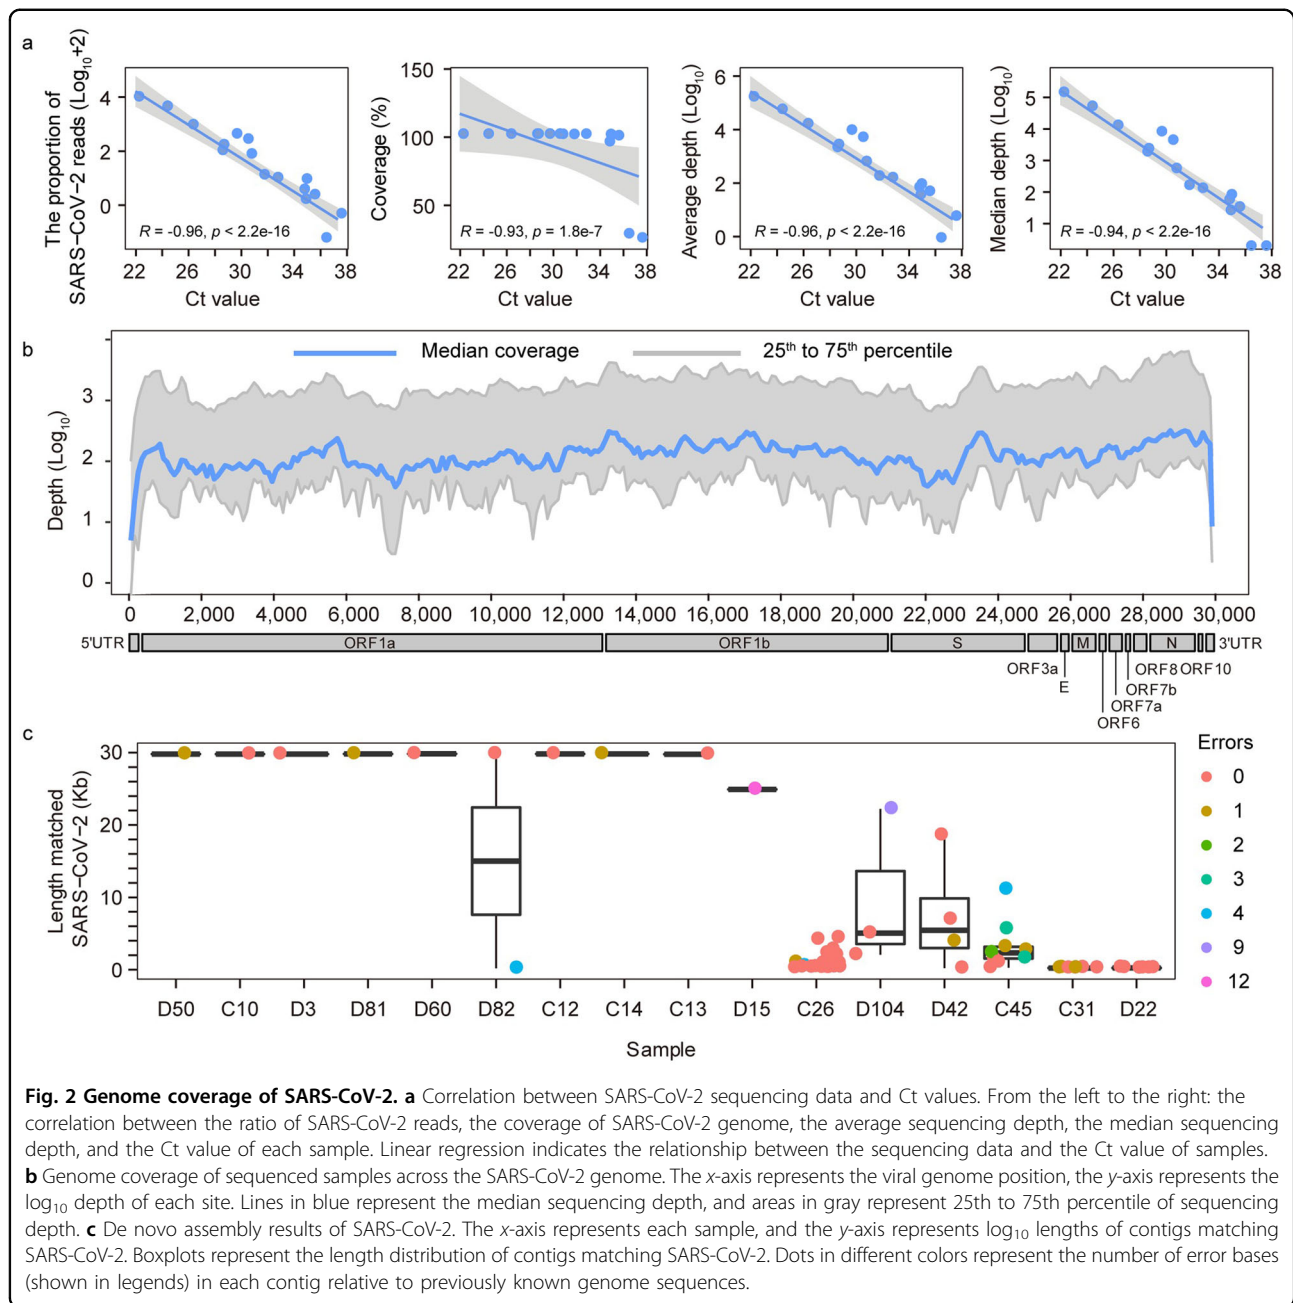 a
The proportion of
SARS−CoV−2 reads (Log10+2)
4
2
0
R = -0.96, p < 2.2e-16
22 26 30 34 38
Ct value
Coverage (%)
150
100
50
R = -0.93, p = 1.8e-7
22 26 30 34 38
Ct value
Average depth (Log10)
6
4
2
0
R = -0.96, p < 2.2e-16
22 26 30 34 38
Ct value
Median depth (Log10)
5
4
3
2
1
R = -0.94, p < 2.2e-16
22 26 30 34 38
Ct value
b
Median coverage 25th to 75th percentile
Depth (Log10)
3
2
1
0
0 2,000 4,000 6,000 8,000 10,000 12,000 14,000 16,000 18,000 20,000 22,000 24,000 26,000 28,000 30,000
5'UTR ORF1a ORF1b S M N 3'UTR
ORF3a ORF8 ORF10
E ORF7b
ORF7a
ORF6
c
Length matched
SARS−CoV−2 (Kb)
30
20
10
0
D50 C10 D3 D81 D60 D82 C12 C14 C13 D15 C26 D104 D42 C45 C31 D22
Sample
Errors
0
1
2
3
4
9
12
Fig. 2 Genome coverage of SARS-CoV-2. a Correlation between SARS-CoV-2 sequencing data and Ct values. From the left to the right: the
correlation between the ratio of SARS-CoV-2 reads, the coverage of SARS-CoV-2 genome, the average sequencing depth, the median sequencing
depth, and the Ct value of each sample. Linear regression indicates the relationship between the sequencing data and the Ct value of samples.
b Genome coverage of sequenced samples across the SARS-CoV-2 genome. The x-axis represents the viral genome position, the y-axis represents the
log10 depth of each site. Lines in blue represent the median sequencing depth, and areas in gray represent 25th to 75th percentile of sequencing
depth. c De novo assembly results of SARS-CoV-2. The x-axis represents each sample, and the y-axis represents log10 lengths of contigs matching
SARS-CoV-2. Boxplots represent the length distribution of contigs matching SARS-CoV-2. Dots in different colors represent the number of error bases
(shown in legends) in each contig relative to previously known genome sequences.